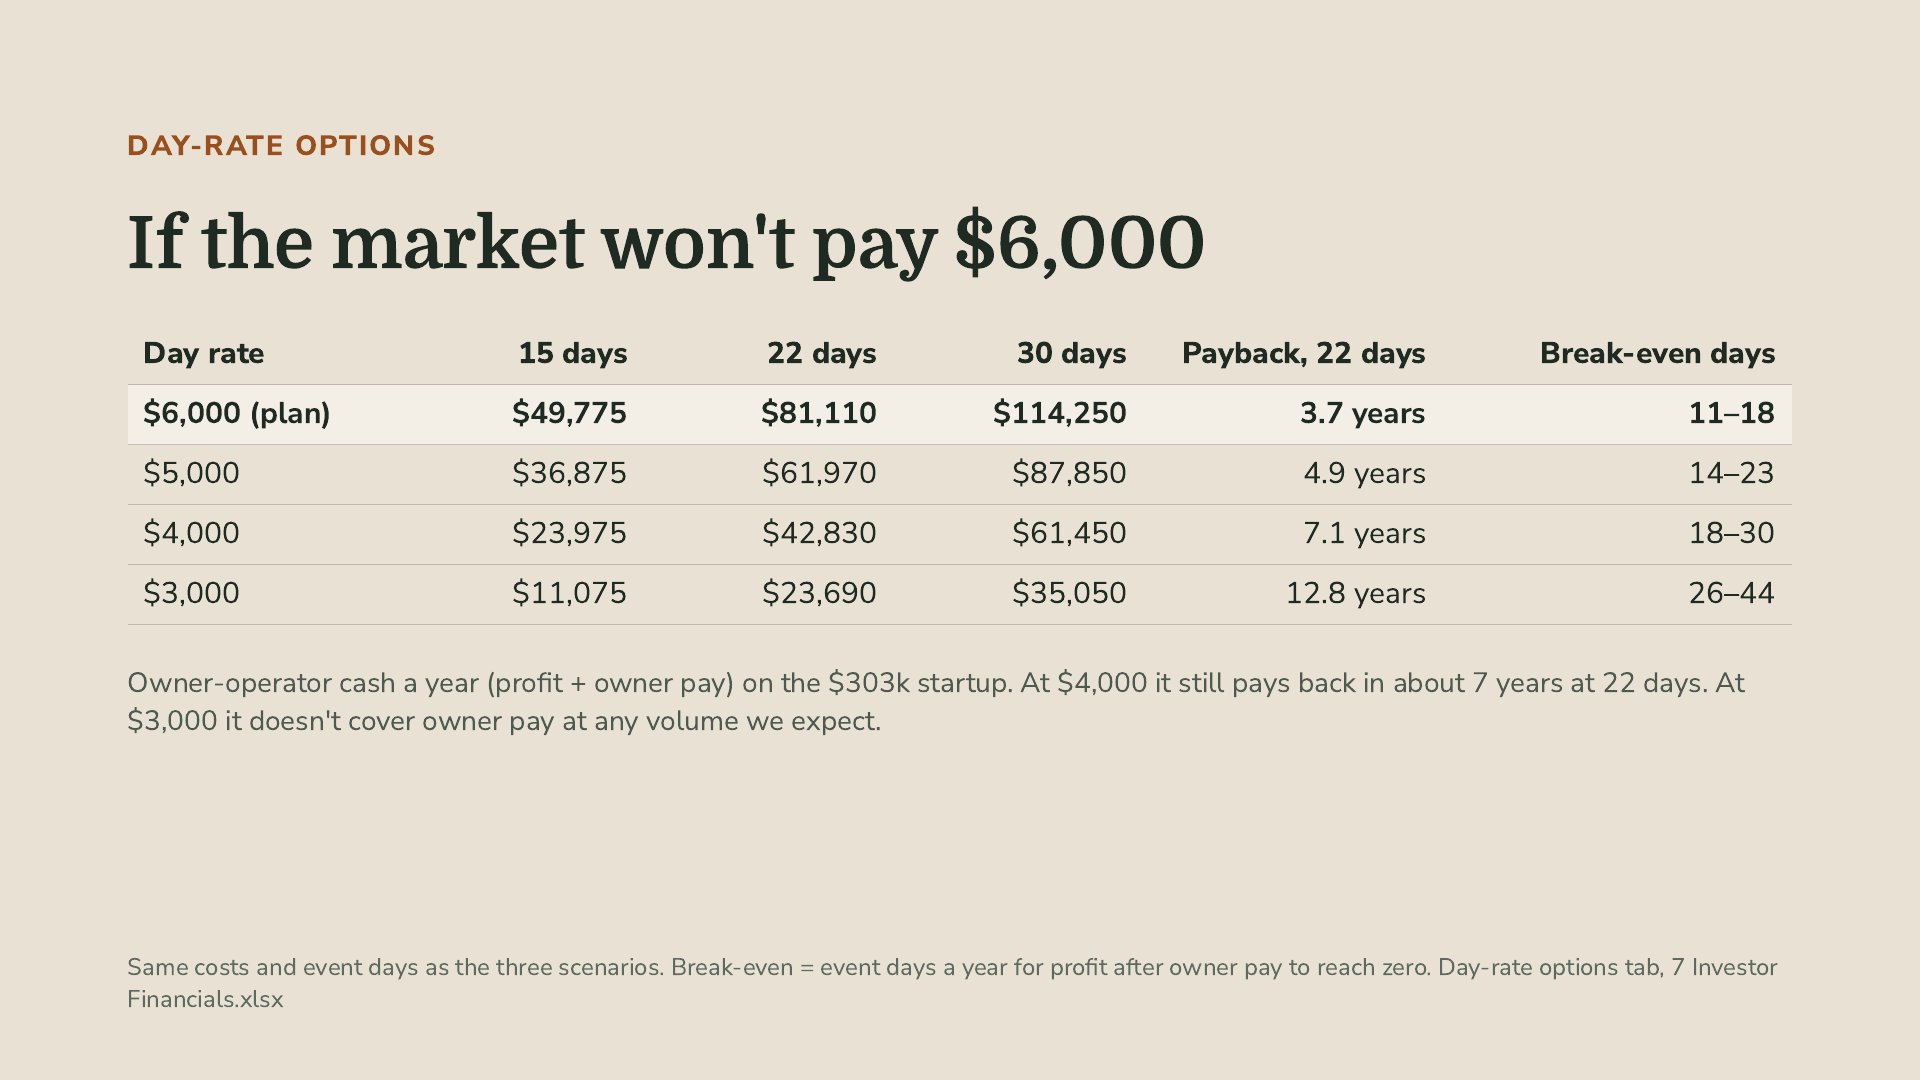 DAY-RATE OPTIONS
If the market won't pay $6,000
Day rate 15 days 22 days 30 days Payback, 22 days Break-even days
$6,000 (plan) $49,775 $81,110 $114,250 3.7 years 11–18
$5,000 $36,875 $61,970 $87,850 4.9 years 14–23
$4,000 $23,975 $42,830 $61,450 7.1 years 18–30
$3,000 $11,075 $23,690 $35,050 12.8 years 26–44
Owner-operator cash a year (profit + owner pay) on the $303k startup. At $4,000 it still pays back in about 7 years at 22 days. At
$3,000 it doesn't cover owner pay at any volume we expect.
Same costs and event days as the three scenarios. Break-even = event days a year for profit after owner pay to reach zero. Day-rate options tab, 7 Investor
Financials.xlsx